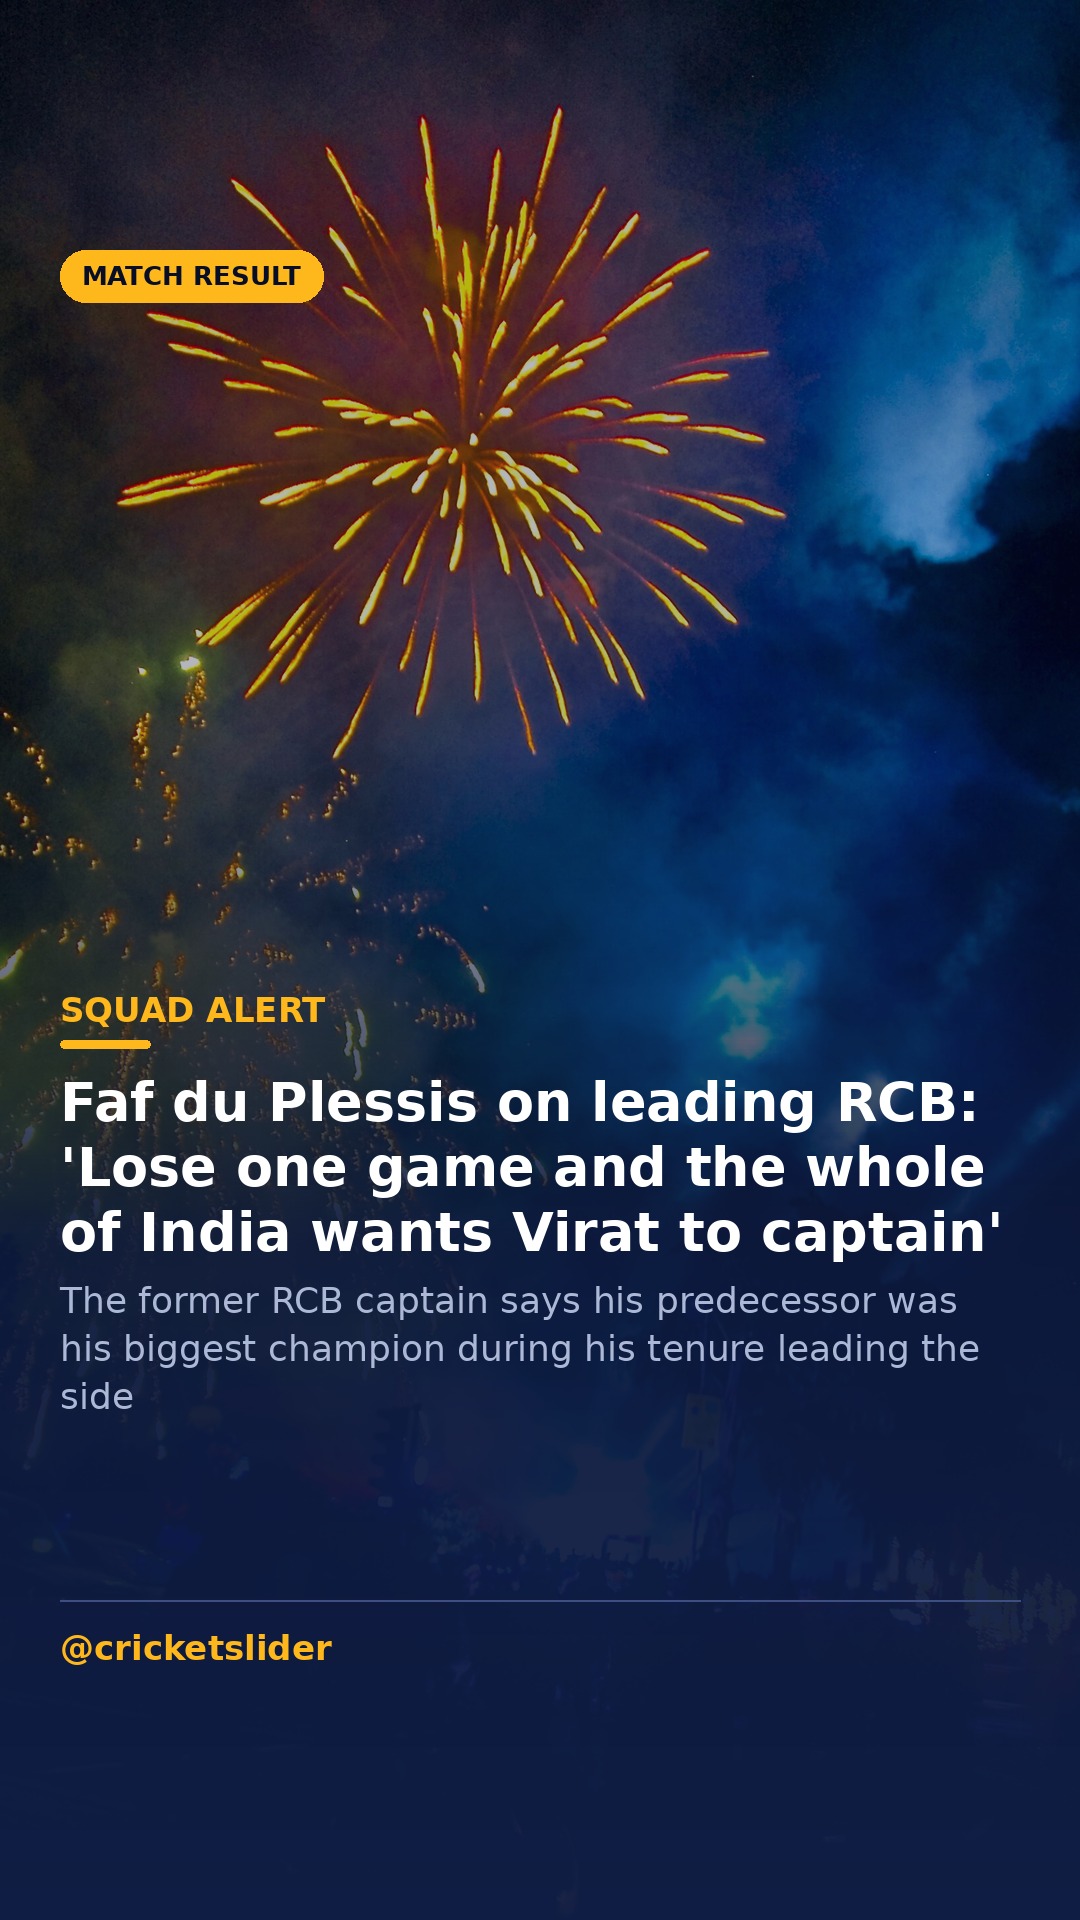 MATCH RESULT
SQUAD ALERT
Faf du Plessis on leading RCB:
'Lose one game and the whole
of India wants Virat to captain'
The former RCB captain says his predecessor was
his biggest champion during his tenure leading the
side
@cricketslider